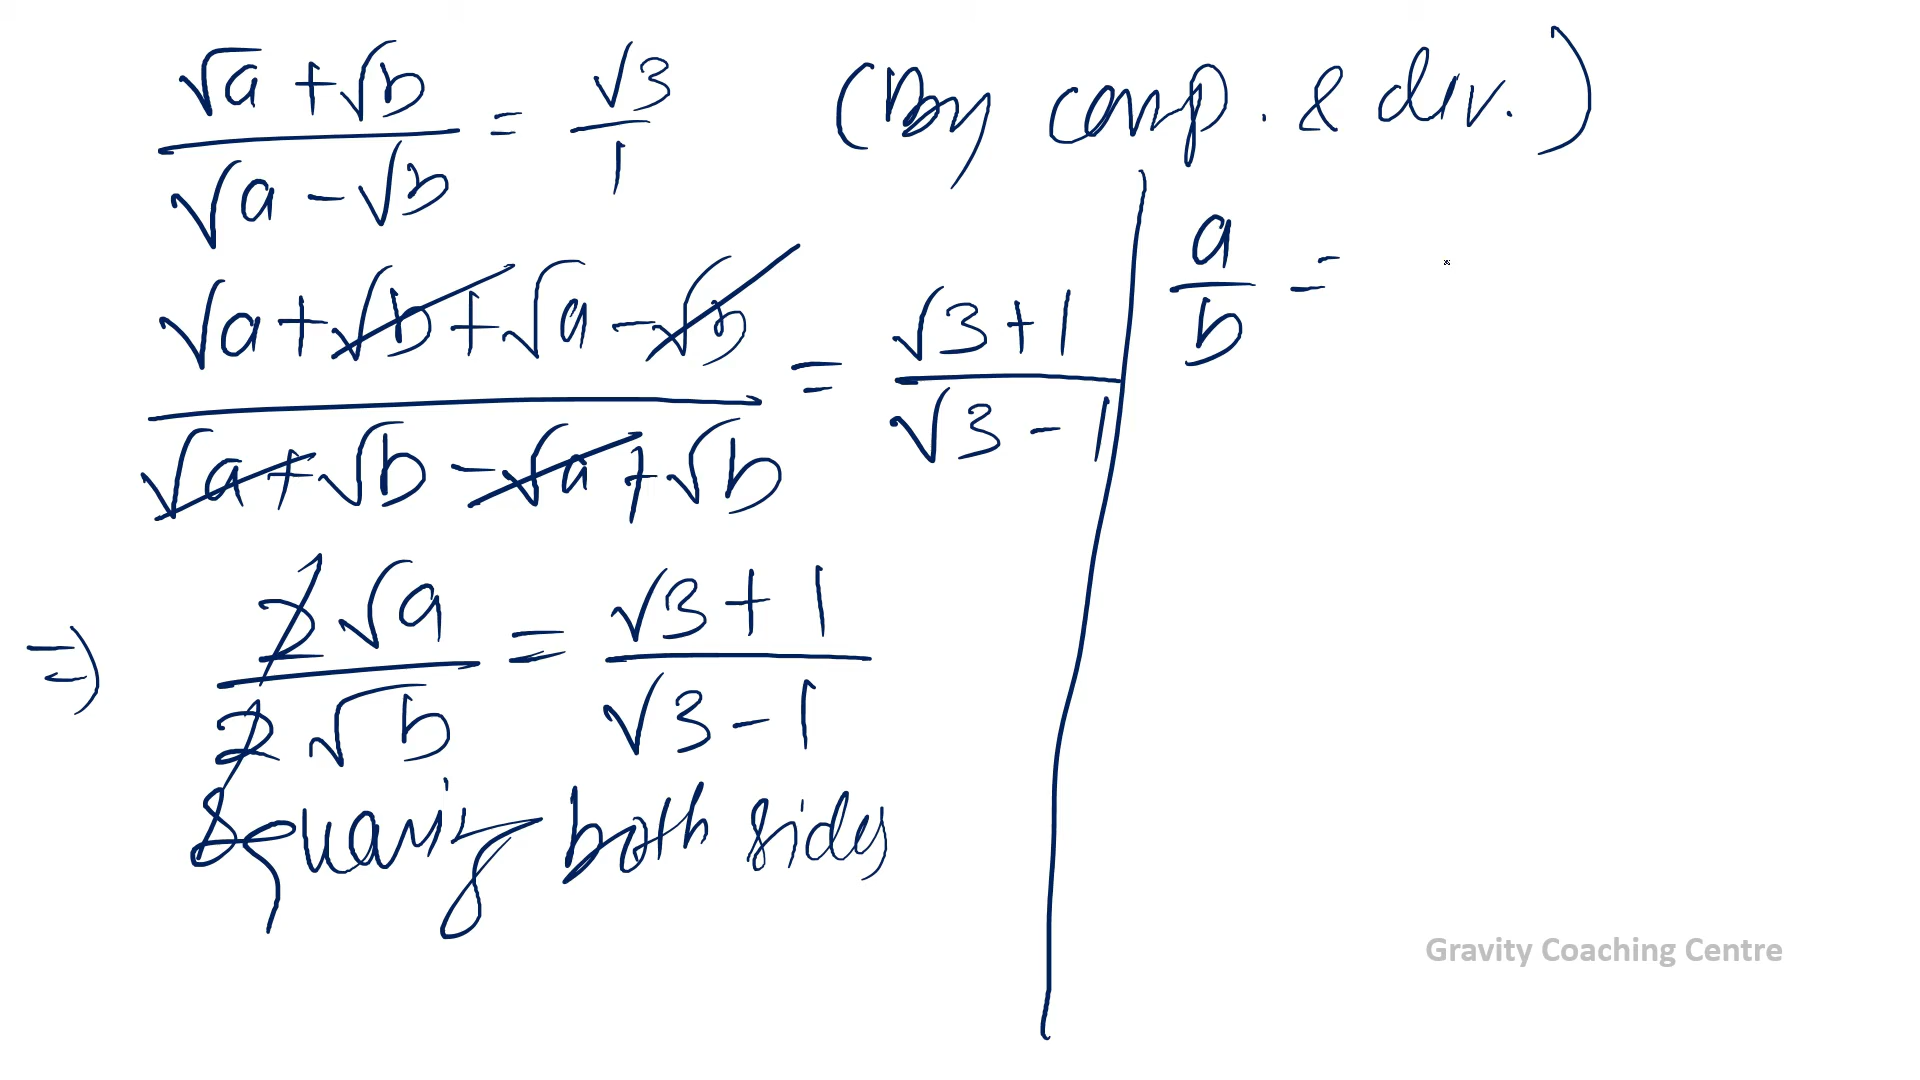 √a + √b / √a - √b = √3 / 1 (By comp. & div.)
√a + √b + √a - √b / √a + √b - √a + √b = √3 + 1 / √3 - 1
=> 2√a / 2√b = √3 + 1 / √3 - 1
Squaring both sides
a / b =
Gravity Coaching Centre